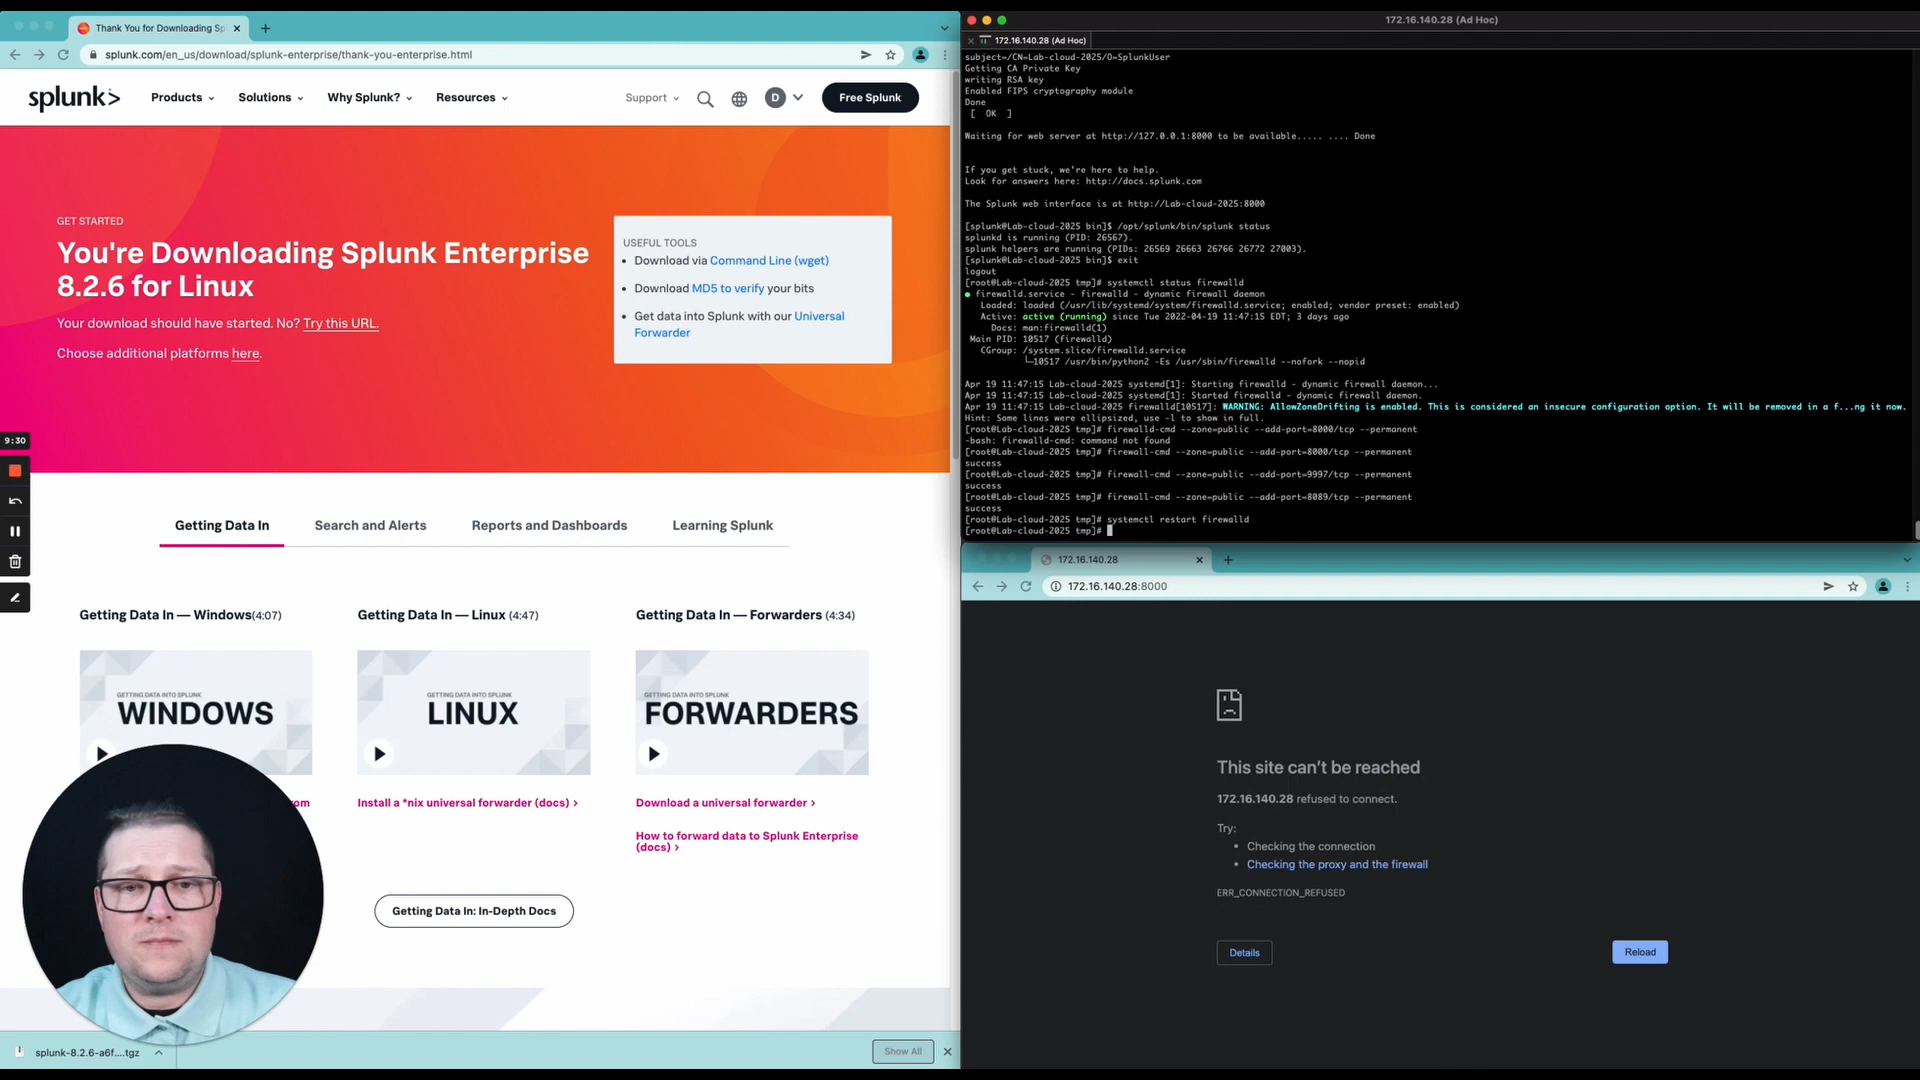 Thank You for Downloading Sp
splunk.com/en_us/download/splunk-enterprise/thank-you-enterprise.html
splunk>
Products
Solutions
Why Splunk?
Resources
Support
D
Free Splunk
GET STARTED
You're Downloading Splunk Enterprise
8.2.6 for Linux
Your download should have started. No? Try this URL.
Choose additional platforms here.
USEFUL TOOLS
• Download via Command Line (wget)
• Download MD5 to verify your bits
• Get data into Splunk with our Universal
Forwarder
9:30
Getting Data In
Search and Alerts
Reports and Dashboards
Learning Splunk
Getting Data In — Windows(4:07)
Getting Data In — Linux (4:47)
Getting Data In — Forwarders (4:34)
GETTING DATA INTO SPLUNK
WINDOWS
GETTING DATA INTO SPLUNK
LINUX
GETTING DATA INTO SPLUNK
FORWARDERS
om
Install a *nix universal forwarder (docs) >
Download a universal forwarder >
How to forward data to Splunk Enterprise
(docs) >
Getting Data In: In-Depth Docs
splunk-8.2.6-a6f....tgz
Show All
172.16.140.28 (Ad Hoc)
172.16.140.28 (Ad Hoc)
subject=/CN=Lab-cloud-2025/O=SplunkUser
Getting CA Private Key
writing RSA key
Enabled FIPS cryptography module
Done
[  OK  ]
Waiting for web server at http://127.0.0.1:8000 to be available..... .... Done
If you get stuck, we're here to help.
Look for answers here: http://docs.splunk.com
The Splunk web interface is at http://Lab-cloud-2025:8000
[splunk@Lab-cloud-2025 bin]$ /opt/splunk/bin/splunk status
splunkd is running (PID: 26567).
splunk helpers are running (PIDs: 26569 26663 26766 26772 27003).
[splunk@Lab-cloud-2025 bin]$ exit
logout
[root@Lab-cloud-2025 tmp]# systemctl status firewalld
● firewalld.service - firewalld - dynamic firewall daemon
Loaded: loaded (/usr/lib/systemd/system/firewalld.service; enabled; vendor preset: enabled)
Active: active (running) since Tue 2022-04-19 11:47:15 EDT; 3 days ago
Docs: man:firewalld(1)
Main PID: 10517 (firewalld)
CGroup: /system.slice/firewalld.service
└─10517 /usr/bin/python2 -Es /usr/sbin/firewalld --nofork --nopid
Apr 19 11:47:15 Lab-cloud-2025 systemd[1]: Starting firewalld - dynamic firewall daemon...
Apr 19 11:47:15 Lab-cloud-2025 systemd[1]: Started firewalld - dynamic firewall daemon.
Apr 19 11:47:15 Lab-cloud-2025 firewalld[10517]: WARNING: AllowZoneDrifting is enabled. This is considered an insecure configuration option. It will be removed in a f...ng it now.
Hint: Some lines were ellipsized, use -l to show in full.
[root@Lab-cloud-2025 tmp]# firewalld-cmd --zone=public --add-port=8000/tcp --permanent
-bash: firewalld-cmd: command not found
[root@Lab-cloud-2025 tmp]# firewall-cmd --zone=public --add-port=8000/tcp --permanent
success
[root@Lab-cloud-2025 tmp]# firewall-cmd --zone=public --add-port=9997/tcp --permanent
success
[root@Lab-cloud-2025 tmp]# firewall-cmd --zone=public --add-port=8089/tcp --permanent
success
[root@Lab-cloud-2025 tmp]# systemctl restart firewalld
[root@Lab-cloud-2025 tmp]#
172.16.140.28
172.16.140.28:8000
This site can't be reached
172.16.140.28 refused to connect.
Try:
• Checking the connection
• Checking the proxy and the firewall
ERR_CONNECTION_REFUSED
Details
Reload